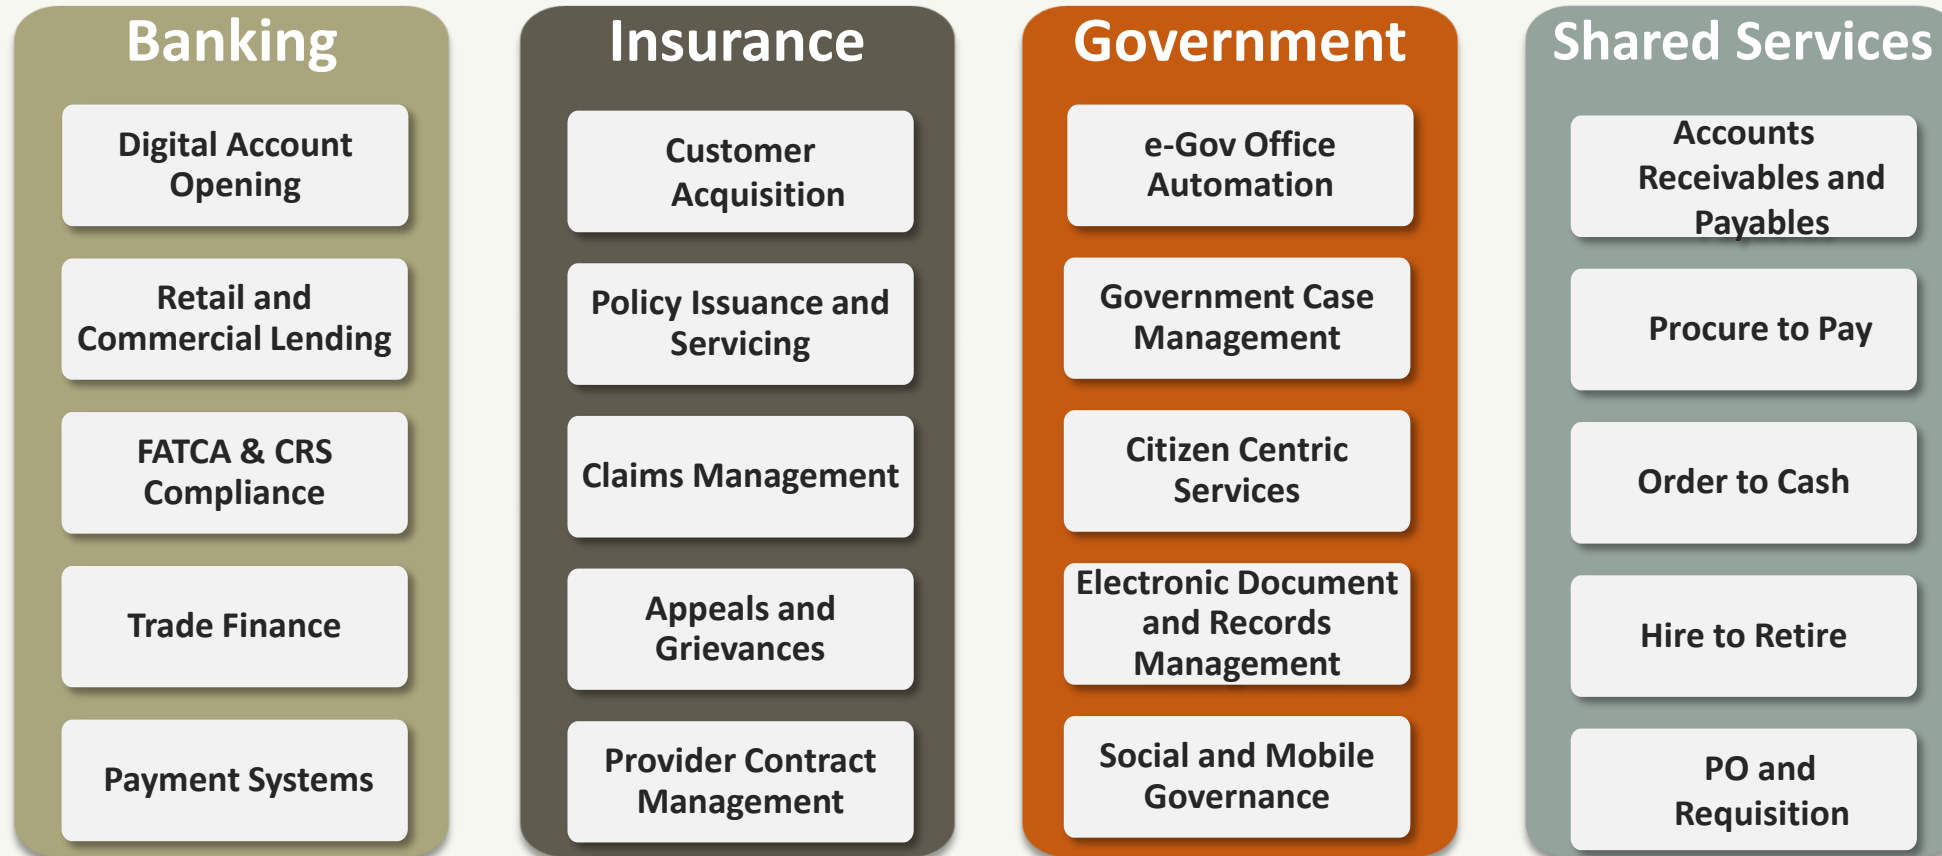 Banking
Digital Account
Opening
Retail and
Commercial Lending
FATCA & CRS
Compliance
Trade Finance
Payment Systems
Insurance
Customer
Acquisition
Policy Issuance and
Servicing
Claims Management
Appeals and
Grievances
Provider Contract
Management
Government
e-Gov Office
Automation
Government Case
Management
Citizen Centric
Services
Electronic Document
and Records
Management
Social and Mobile
Governance
Shared Services
Accounts
Receivables and
Payables
Procure to Pay
Order to Cash
Hire to Retire
PO and
Requisition